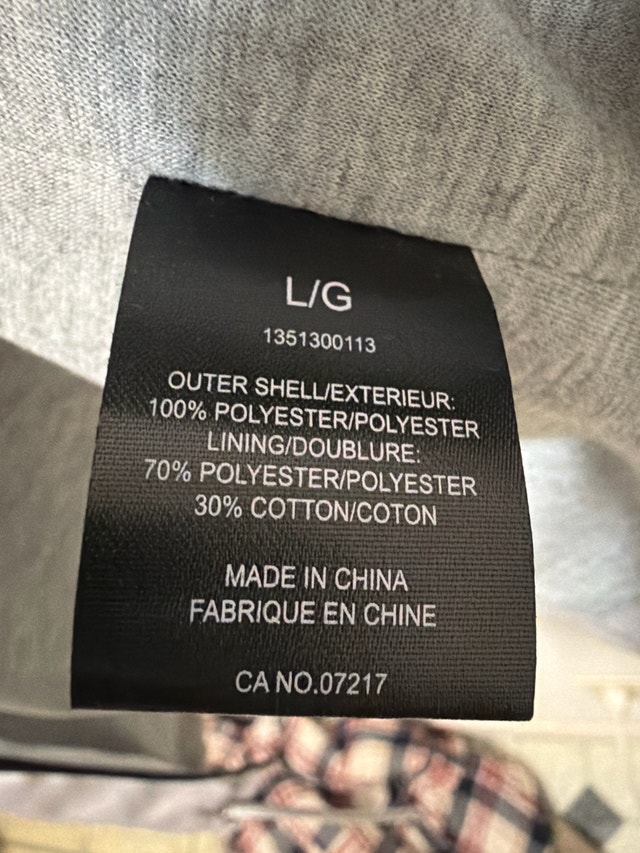 L/G
1351300113
OUTER SHELL/EXTERIEUR:
100% POLYESTER/POLYESTER
LINING/DOUBLURE:
70% POLYESTER/POLYESTER
30% COTTON/COTON
MADE IN CHINA
FABRIQUE EN CHINE
CA NO.07217